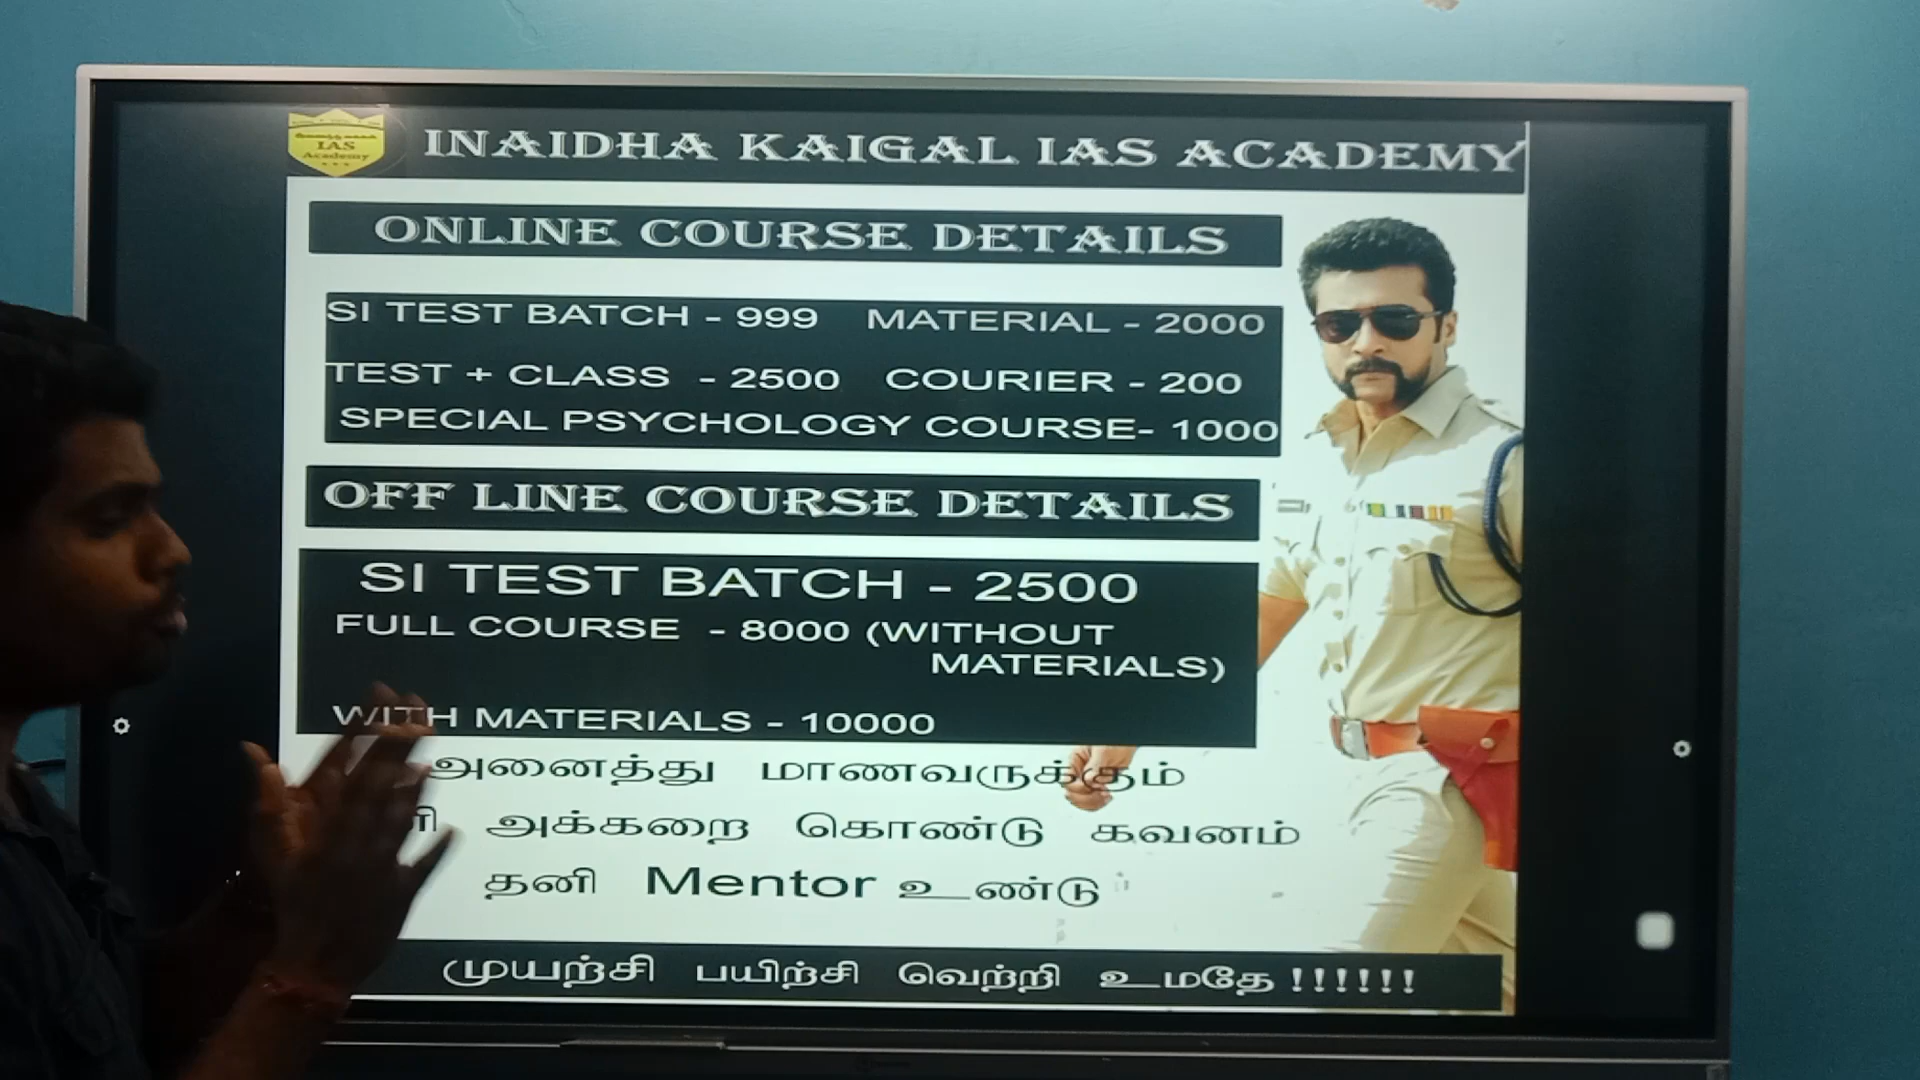 IAS
Academy
INAIDHA KAIGAL IAS ACADEMY
ONLINE COURSE DETAILS
SI TEST BATCH - 999 MATERIAL - 2000
TEST + CLASS - 2500 COURIER - 200
SPECIAL PSYCHOLOGY COURSE- 1000
OFF LINE COURSE DETAILS
SI TEST BATCH - 2500
FULL COURSE - 8000 (WITHOUT
MATERIALS)
WITH MATERIALS - 10000
அனைத்து மாணவருக்கும்
அக்கறை கொண்டு கவனம்
தனி Mentor உண்டு
முயற்சி பயிற்சி வெற்றி உமதே !!!!!!